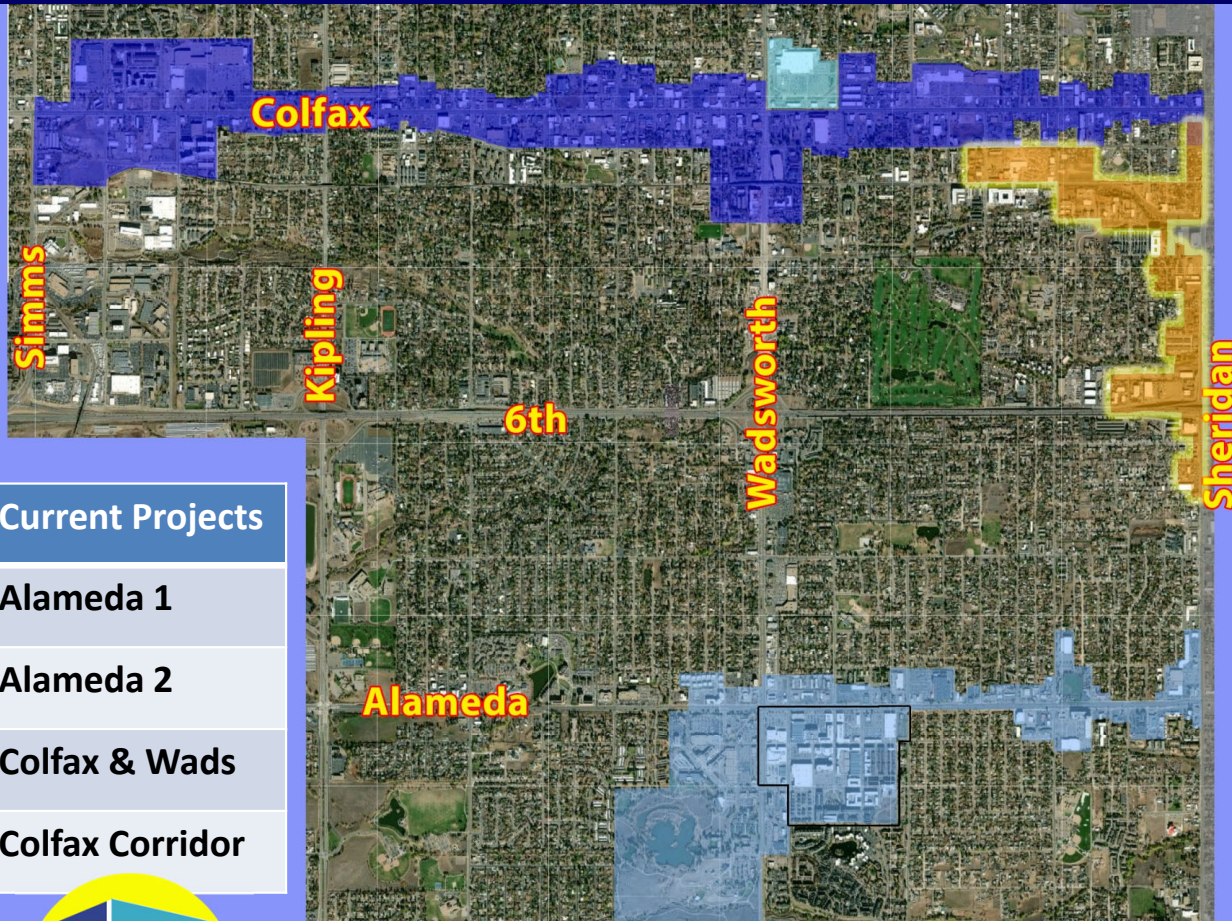 Colfax
Simms
Kipling
Wadsworth
Sheridan
6th
Alameda
Current Projects
Alameda 1
Alameda 2
Colfax & Wads
Colfax Corridor